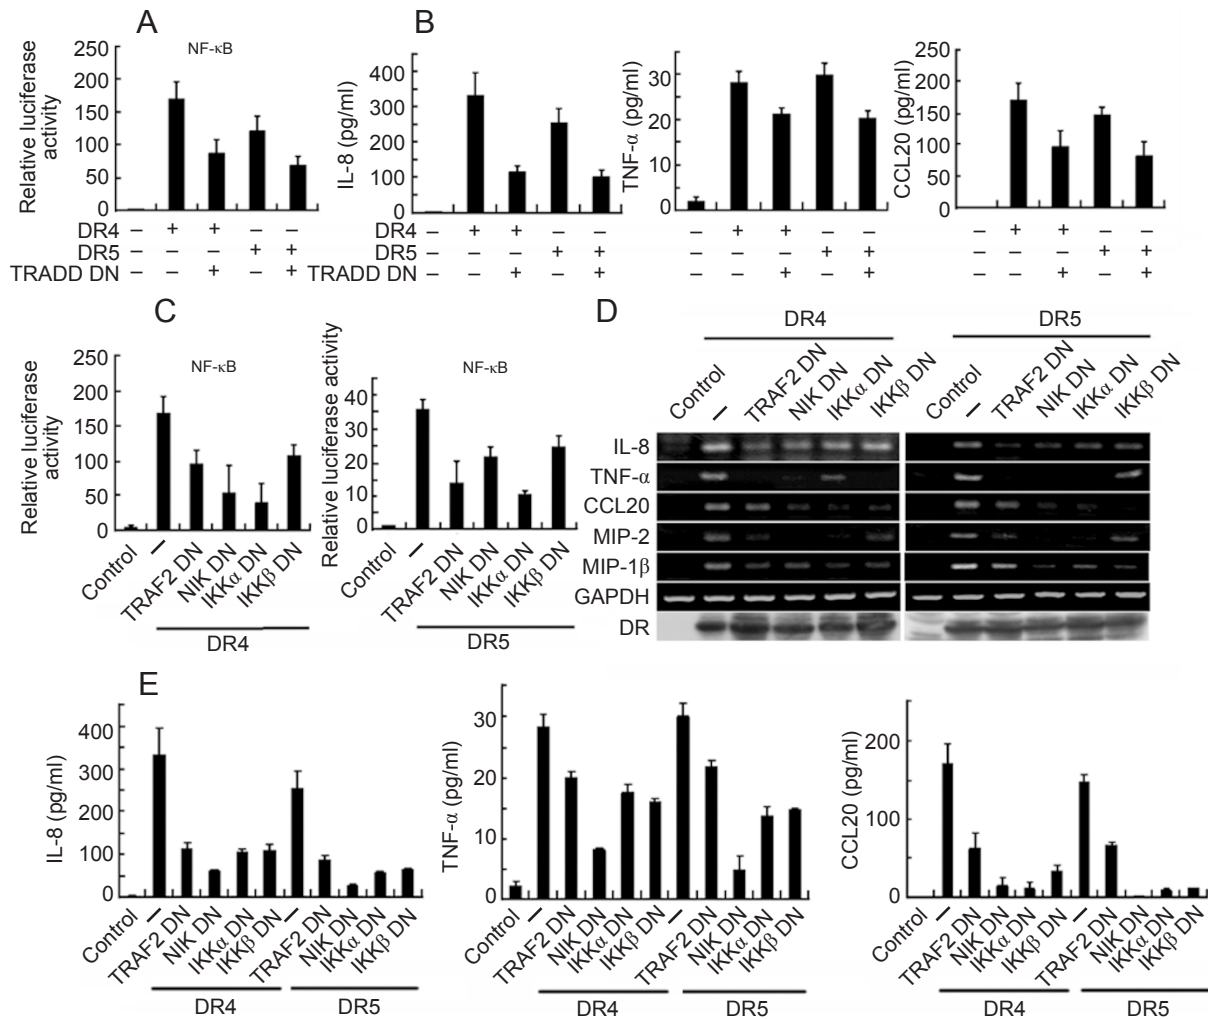 A
NF-κB
Relative luciferase
activity
250
200
150
100
50
0
DR4 – + + – –
DR5 – – – + +
TRADD DN – – + – +
B
IL-8 (pg/ml)
400
300
200
100
0
DR4 – + + – –
DR5 – – – + +
TRADD DN – – + – +
TNF-α (pg/ml)
30
20
10
0
– + + – –
– – – + +
– – + – +
CCL20 (pg/ml)
250
200
150
100
50
0
– + + – –
– – – + +
– – + – +
C
NF-κB
Relative luciferase
activity
250
200
150
100
50
0
Control
–
TRAF2 DN
NIK DN
IKKα DN
IKKβ DN
DR4
NF-κB
Relative luciferase activity
40
30
20
10
0
Control
–
TRAF2 DN
NIK DN
IKKα DN
IKKβ DN
DR5
D
DR4
DR5
Control
–
TRAF2 DN
NIK DN
IKKα DN
IKKβ DN
Control
–
TRAF2 DN
NIK DN
IKKα DN
IKKβ DN
IL-8
TNF-α
CCL20
MIP-2
MIP-1β
GAPDH
DR
E
IL-8 (pg/ml)
400
300
200
100
0
Control
–
TRAF2 DN
NIK DN
IKKα DN
IKKβ DN
–
TRAF2 DN
NIK DN
IKKα DN
IKKβ DN
DR4
DR5
TNF-α (pg/ml)
30
20
10
0
Control
–
TRAF2 DN
NIK DN
IKKα DN
IKKβ DN
–
TRAF2 DN
NIK DN
IKKα DN
IKKβ DN
DR4
DR5
CCL20 (pg/ml)
200
100
0
Control
–
TRAF2 DN
NIK DN
IKKα DN
IKKβ DN
–
TRAF2 DN
NIK DN
IKKα DN
IKKβ DN
DR4
DR5